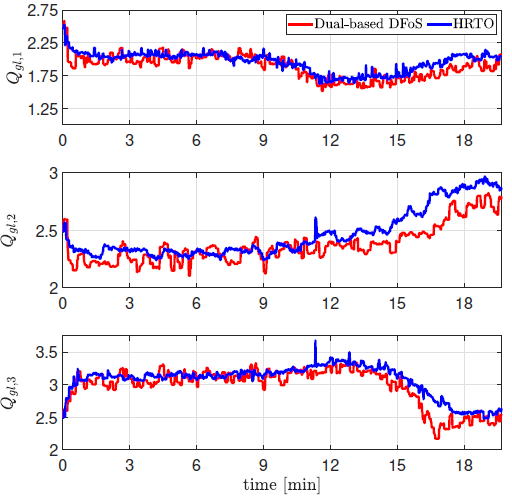 2.75
Dual-based DFoS HRTO
2.25
1.75
1.25
Q_{gl,1}
0 3 6 9 12 15 18
3
2.5
2
Q_{gl,2}
0 3 6 9 12 15 18
3.5
3
2.5
2
Q_{gl,3}
0 3 6 9 12 15 18
time [min]